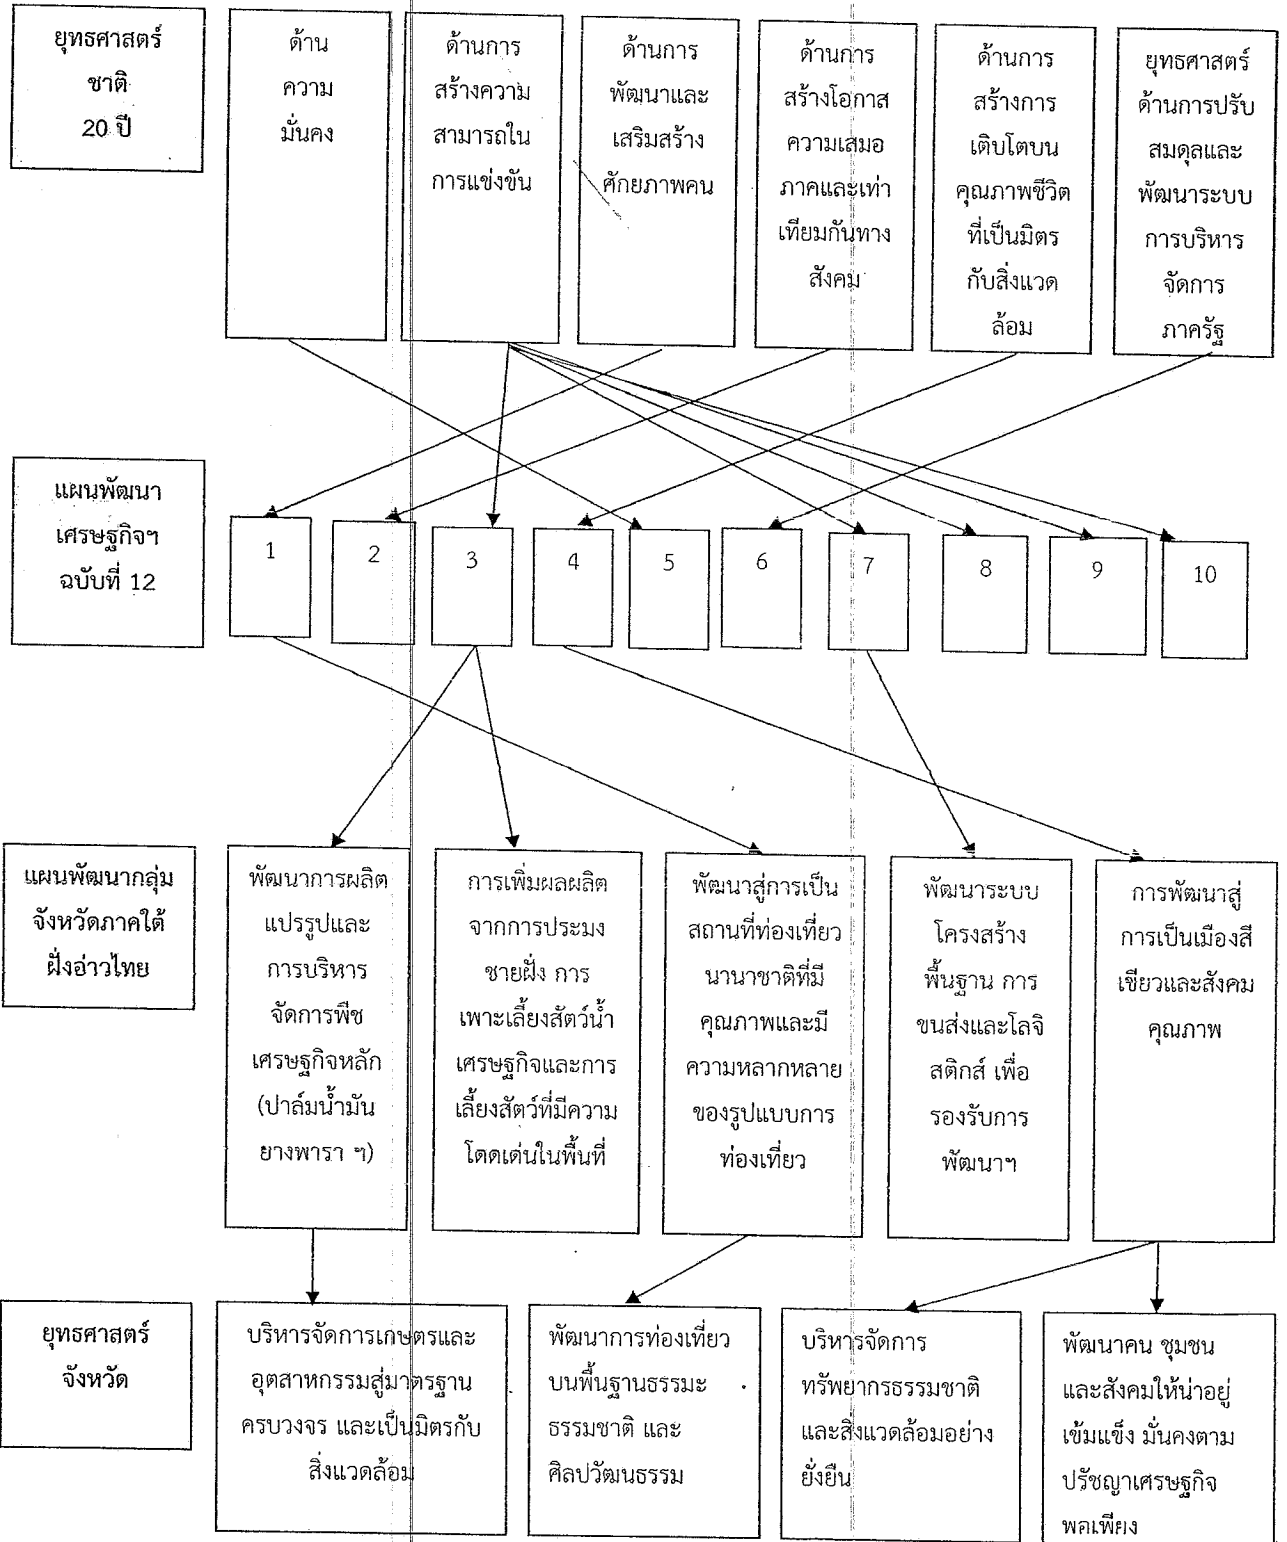 ยุทธศาสตร์
ชาติ
20 ปี
ด้าน
ความ
มั่นคง
ด้านการ
สร้างความ
สามารถใน
การแข่งขัน
ด้านการ
พัฒนาและ
เสริมสร้าง
ศักยภาพคน
ด้านการ
สร้างโอกาส
ความเสมอ
ภาคและเท่า
เทียมกันทาง
สังคม
ด้านการ
สร้างการ
เติบโตบน
คุณภาพชีวิต
ที่เป็นมิตร
กับสิ่งแวด
ล้อม
ยุทธศาสตร์
ด้านการปรับ
สมดุลและ
พัฒนาระบบ
การบริหาร
จัดการ
ภาครัฐ
แผนพัฒนา
เศรษฐกิจฯ
ฉบับที่ 12
1
2
3
4
5
6
7
8
9
10
แผนพัฒนากลุ่ม
จังหวัดภาคใต้
ฝั่งอ่าวไทย
พัฒนาการผลิต
แปรรูปและ
การบริหาร
จัดการพืช
เศรษฐกิจหลัก
(ปาล์มน้ำมัน
ยางพารา ฯ)
การเพิ่มผลผลิต
จากการประมง
ชายฝั่ง การ
เพาะเลี้ยงสัตว์น้ำ
เศรษฐกิจและการ
เลี้ยงสัตว์ที่มีความ
โดดเด่นในพื้นที่
พัฒนาสู่การเป็น
สถานที่ท่องเที่ยว
นานาชาติที่มี
คุณภาพและมี
ความหลากหลาย
ของรูปแบบการ
ท่องเที่ยว
พัฒนาระบบ
โครงสร้าง
พื้นฐาน การ
ขนส่งและโลจิ
สติกส์ เพื่อ
รองรับการ
พัฒนาฯ
การพัฒนาสู่
การเป็นเมืองสี
เขียวและสังคม
คุณภาพ
ยุทธศาสตร์
จังหวัด
บริหารจัดการเกษตรและ
อุตสาหกรรมสู่มาตรฐาน
ครบวงจร และเป็นมิตรกับ
สิ่งแวดล้อม
พัฒนาการท่องเที่ยว
บนพื้นฐานธรรมะ
ธรรมชาติ และ
ศิลปวัฒนธรรม
บริหารจัดการ
ทรัพยากรธรรมชาติ
และสิ่งแวดล้อมอย่าง
ยั่งยืน
พัฒนาคน ชุมชน
และสังคมให้น่าอยู่
เข้มแข็ง มั่นคงตาม
ปรัชญาเศรษฐกิจ
พอเพียง